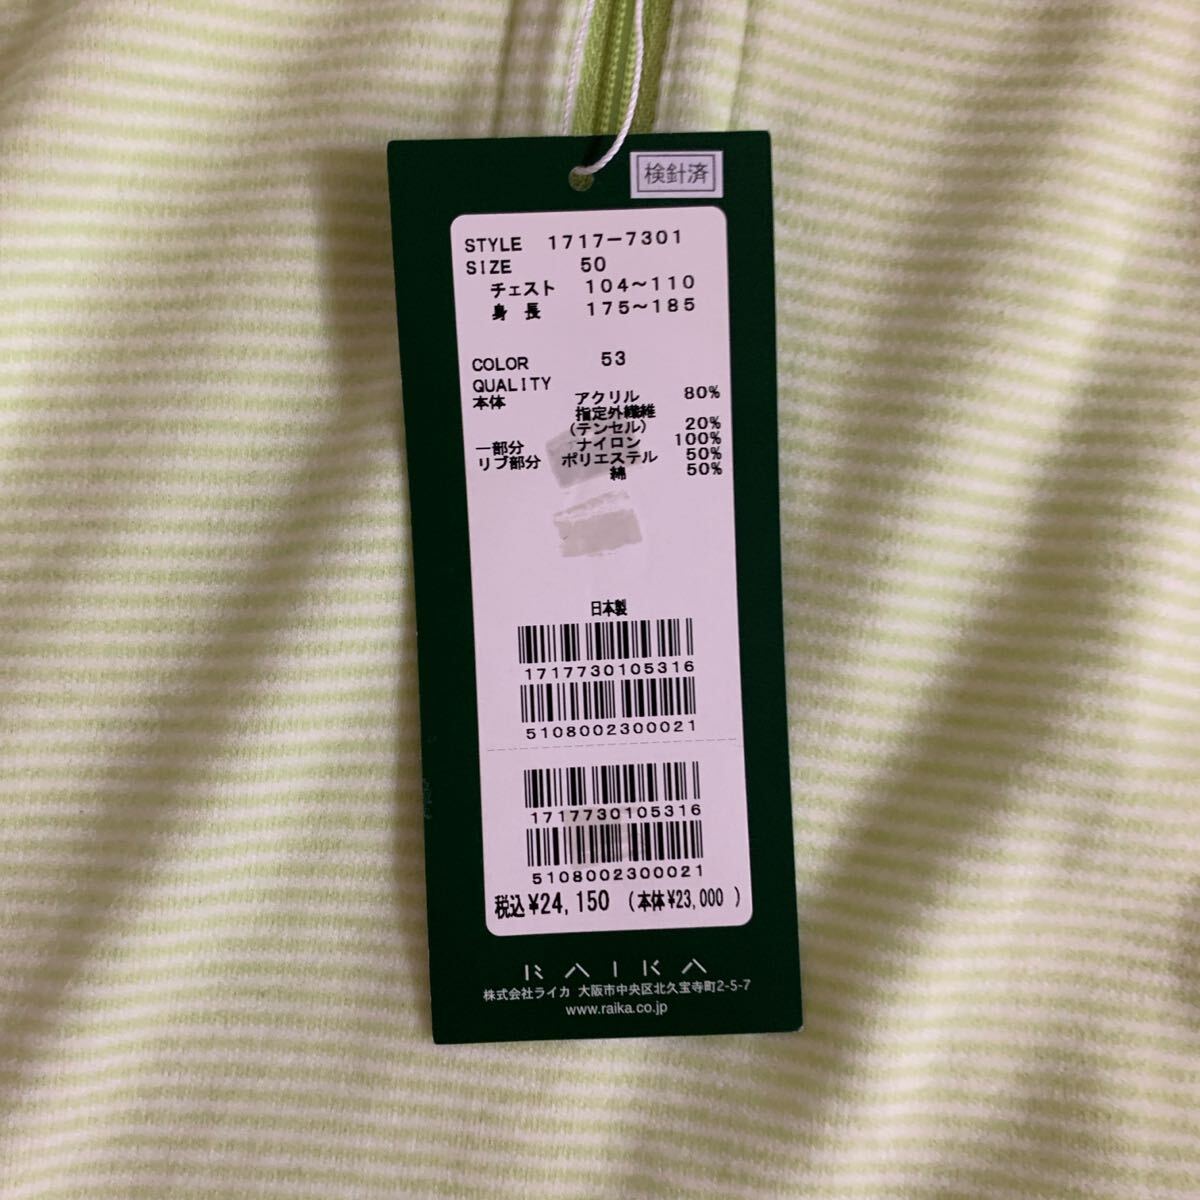 検針済
STYLE 1717-7301
SIZE 50
チェスト 104～110
身 長 175～185
COLOR 53
QUALITY
本体 アクリル 80%
指定外繊維
(テンセル) 20%
一部分 ナイロン 100%
リブ部分 ポリエステル 50%
綿 50%
日本製
1717730105316
5108002300021
1717730105316
5108002300021
税込¥24,150 (本体¥23,000 )
RAIKA
株式会社ライカ 大阪市中央区北久宝寺町2-5-7
www.raika.co.jp